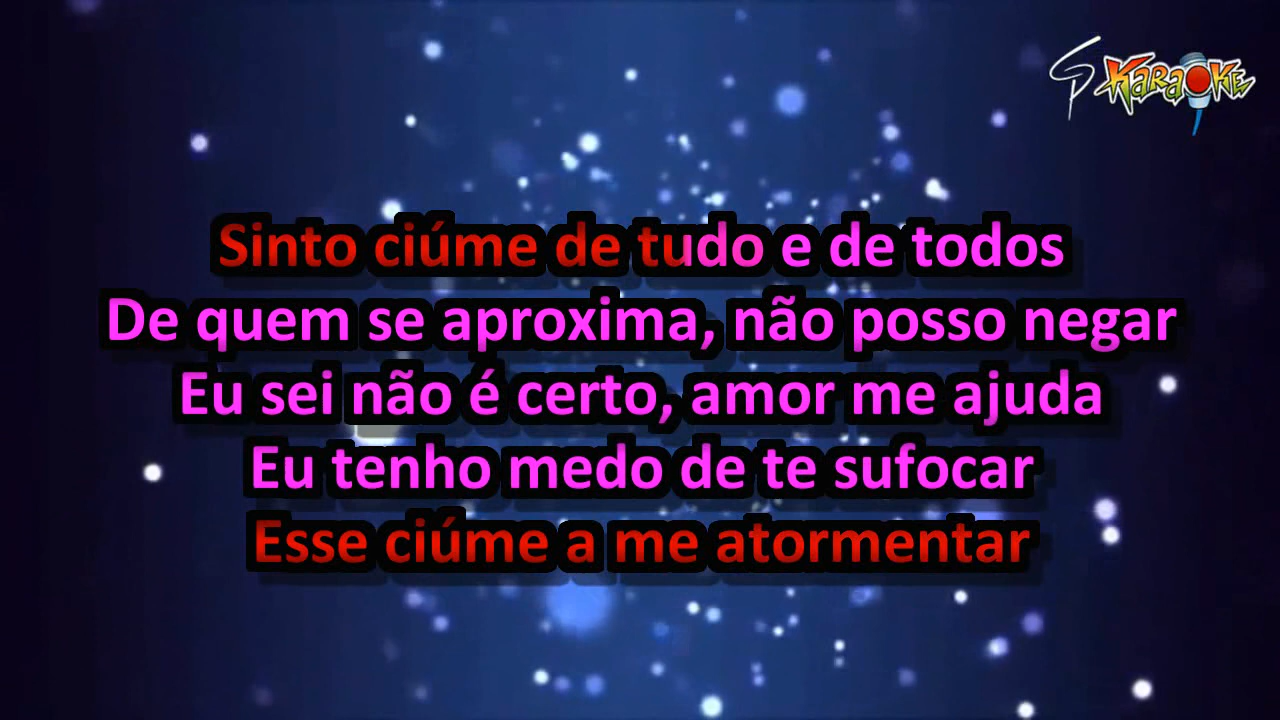 GP KARAOKE
Sinto ciúme de tudo e de todos
De quem se aproxima, não posso negar
Eu sei não é certo, amor me ajuda
Eu tenho medo de te sufocar
Esse ciúme a me atormentar